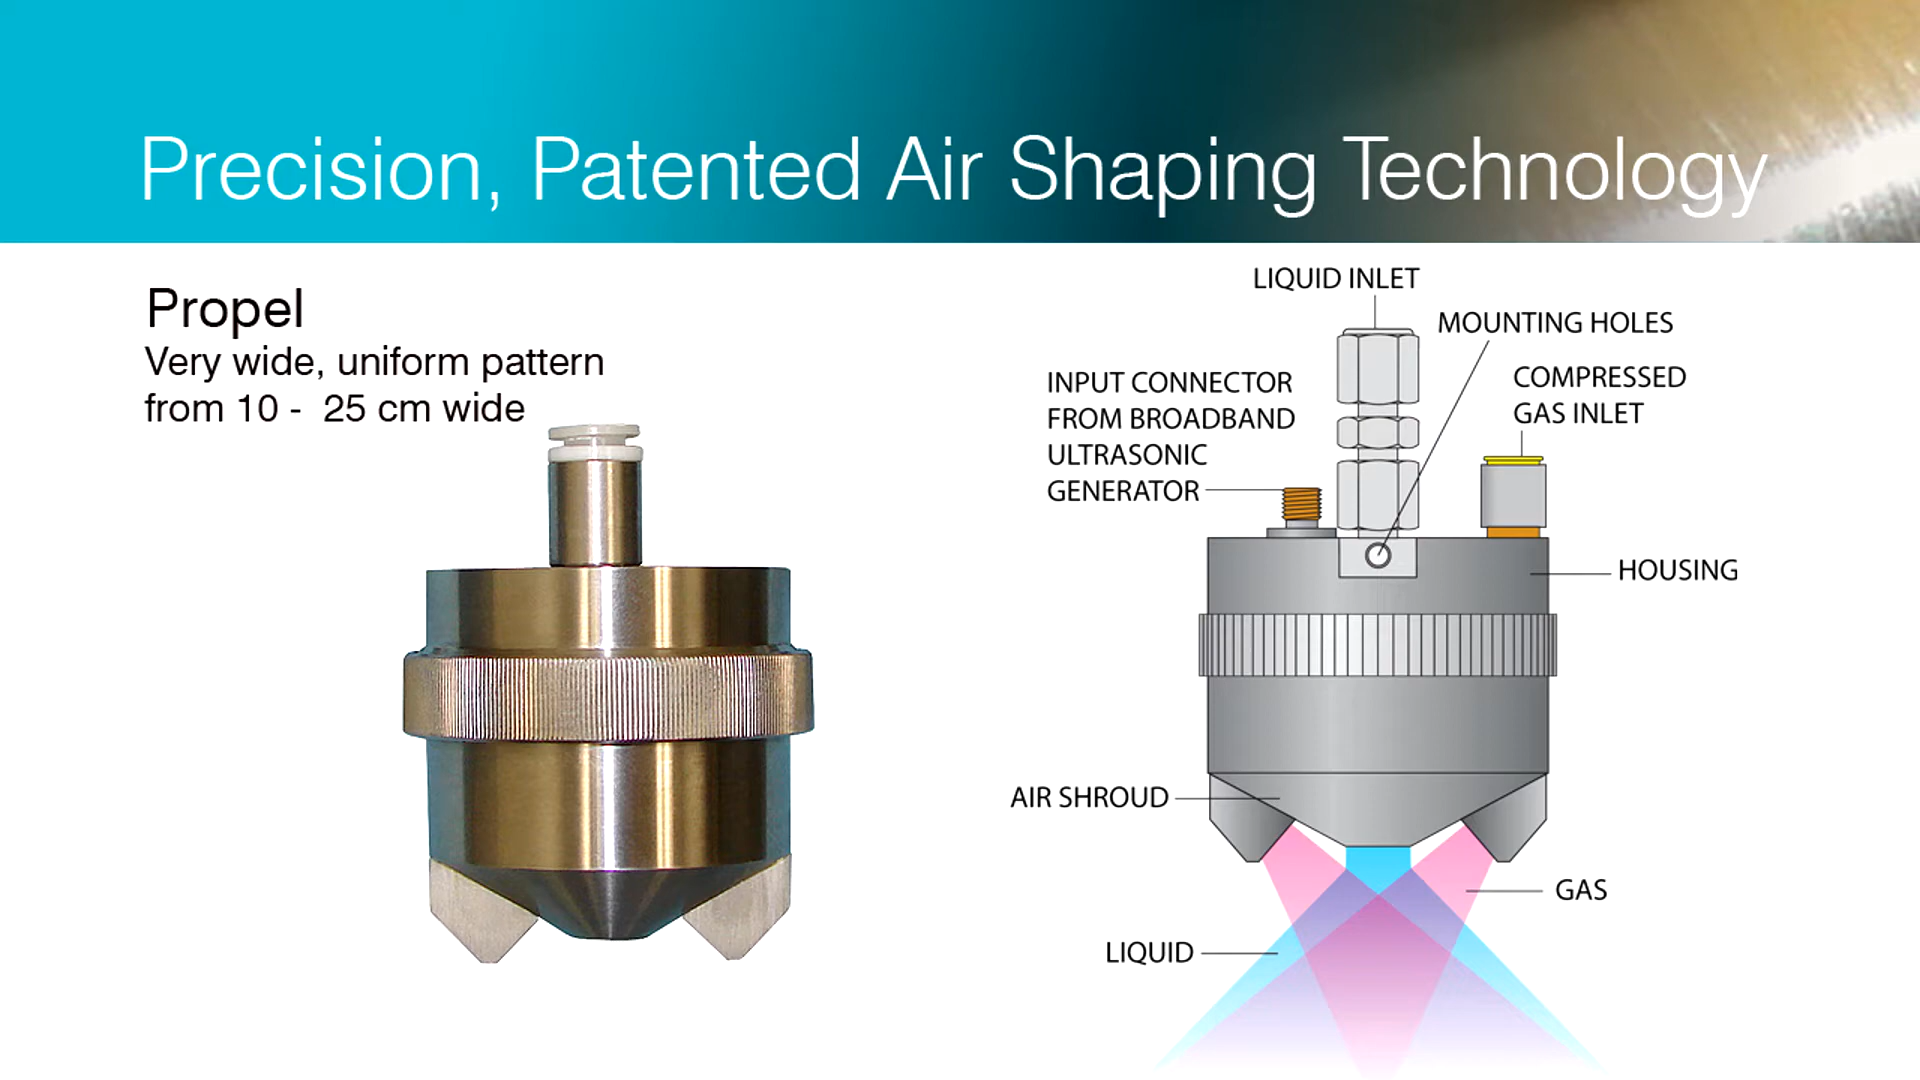 Precision, Patented Air Shaping Technology
Propel
Very wide, uniform pattern
from 10 -  25 cm wide
LIQUID INLET
MOUNTING HOLES
INPUT CONNECTOR
FROM BROADBAND
ULTRASONIC
GENERATOR
COMPRESSED
GAS INLET
HOUSING
AIR SHROUD
GAS
LIQUID